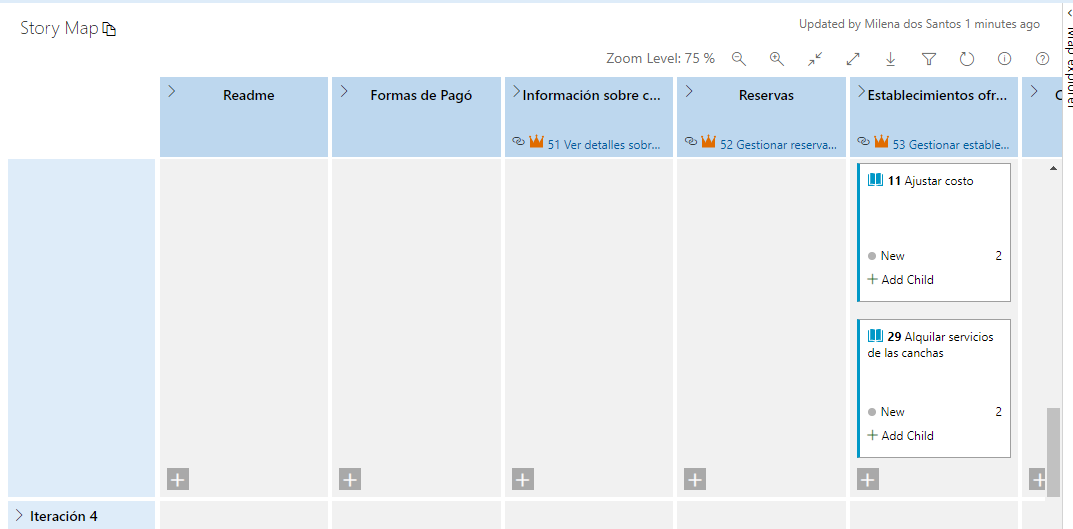 Story Map
Updated by Milena dos Santos 1 minutes ago
Zoom Level: 75 %
Map explorer
Readme
Formas de Pagó
Información sobre c...
Reservas
Establecimientos ofr...
51 Ver detalles sobr...
52 Gestionar reserva...
53 Gestionar estable...
11 Ajustar costo
New 2
+ Add Child
29 Alquilar servicios
de las canchas
New 2
+ Add Child
Iteración 4